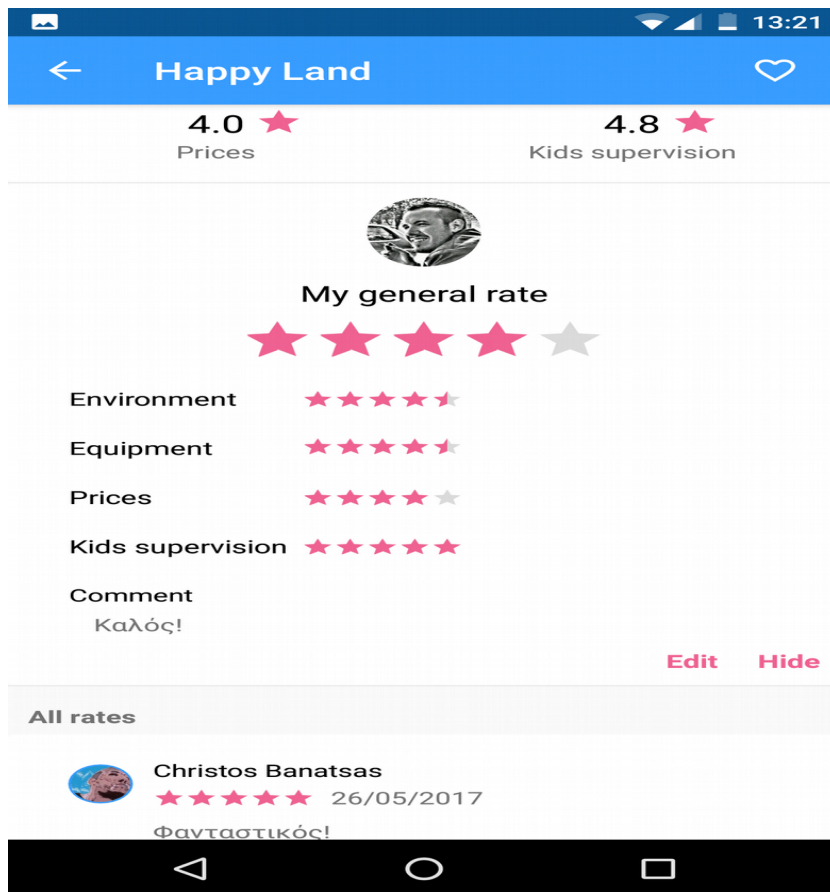 13:21
Happy Land
4.0 4.8
Prices Kids supervision
My general rate
Environment
Equipment
Prices
Kids supervision
Comment
Καλός!
Edit Hide
All rates
Christos Banatsas
26/05/2017
Φανταστικός!